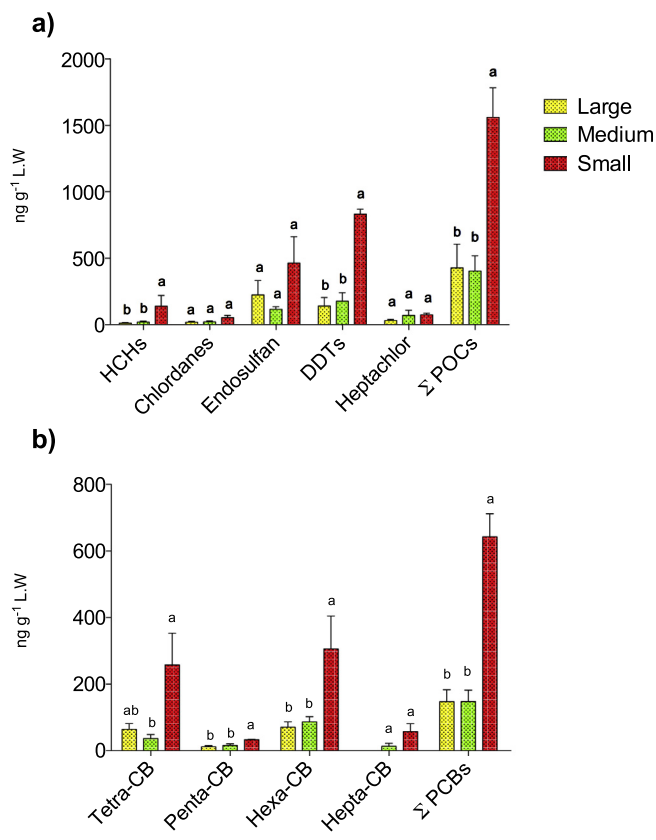 a)
2000
1500
1000
500
0
ng g-1 L.W
b b a
a a a
a a a
b b a
a a a
b b a
HCHs
Chlordanes
Endosulfan
DDTs
Heptachlor
Σ POCs
Large
Medium
Small
b)
800
600
400
200
0
ng g-1 L.W
ab b a
b b a
b b a
a a
b b a
Tetra-CB
Penta-CB
Hexa-CB
Hepta-CB
Σ PCBs